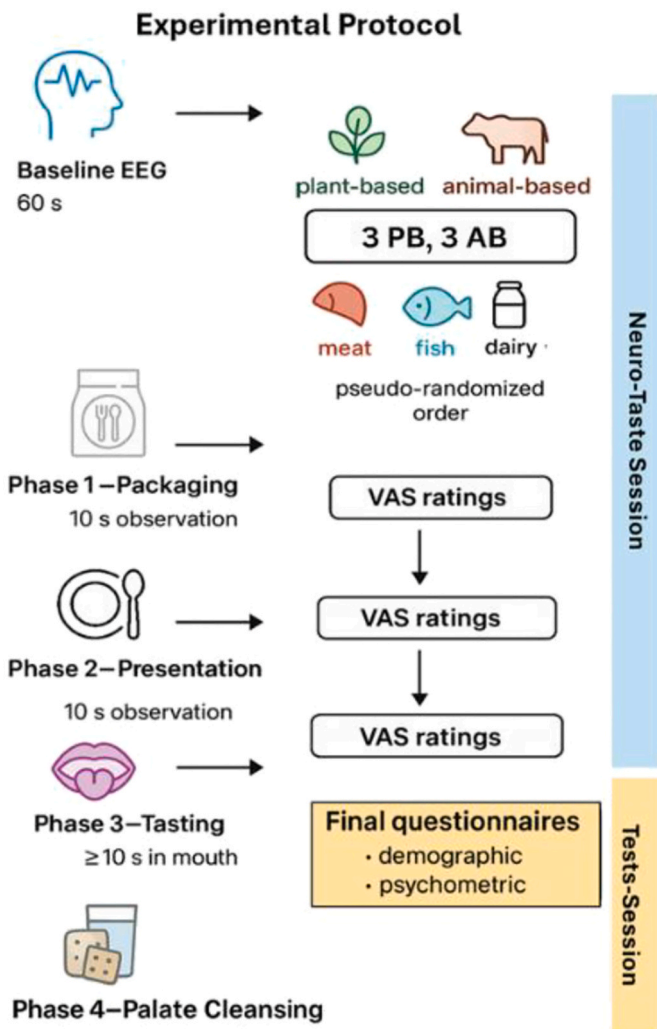 Experimental Protocol
Baseline EEG
60 s
plant-based animal-based
3 PB, 3 AB
meat fish dairy
pseudo-randomized
order
Phase 1–Packaging
10 s observation
VAS ratings
Phase 2–Presentation
10 s observation
VAS ratings
Phase 3–Tasting
≥10 s in mouth
VAS ratings
Final questionnaires
· demographic
· psychometric
Phase 4–Palate Cleansing
Neuro-Taste Session
Tests-Session